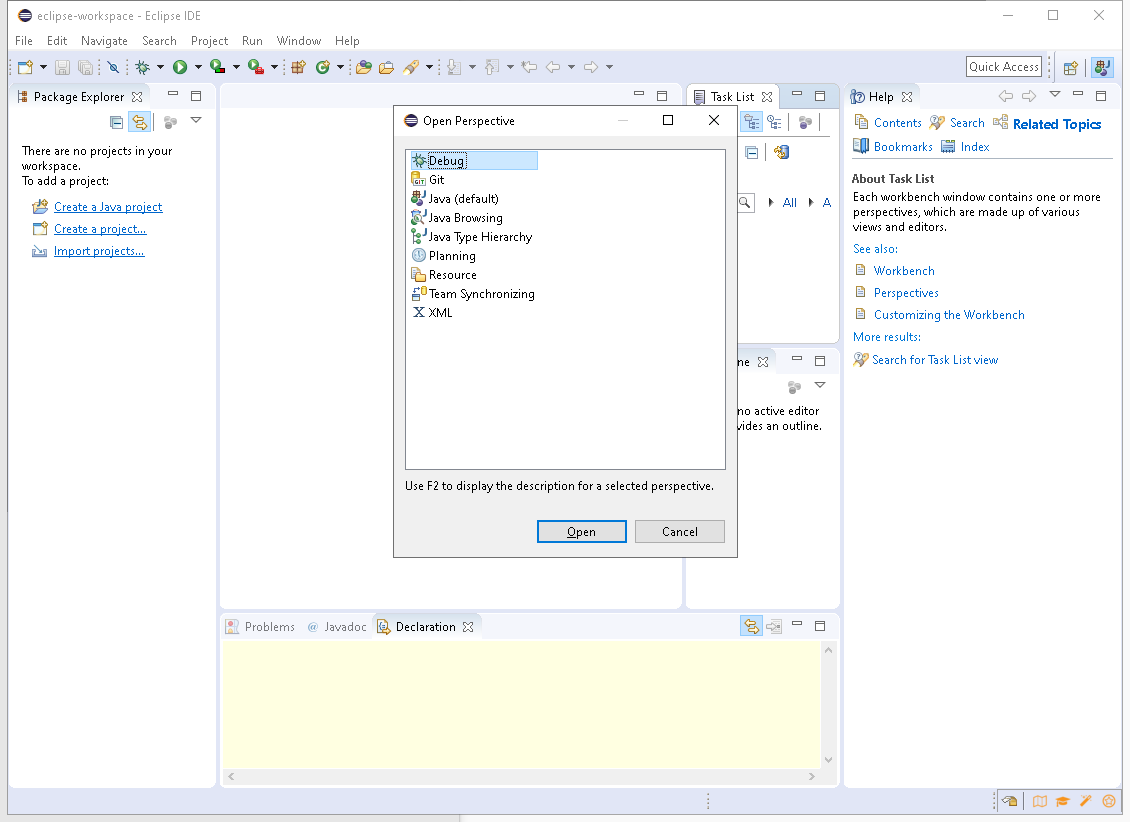 eclipse-workspace - Eclipse IDE
File Edit Navigate Search Project Run Window Help
Quick Access
Package Explorer
There are no projects in your
workspace.
To add a project:
Create a Java project
Create a project...
Import projects...
Open Perspective
Debug
Git
Java (default)
Java Browsing
Java Type Hierarchy
Planning
Resource
Team Synchronizing
XML
Use F2 to display the description for a selected perspective.
Open Cancel
Task List
All A
ne
no active editor
vides an outline.
Help
Contents Search Related Topics
Bookmarks Index
About Task List
Each workbench window contains one or more
perspectives, which are made up of various
views and editors.
See also:
Workbench
Perspectives
Customizing the Workbench
More results:
Search for Task List view
Problems @ Javadoc Declaration